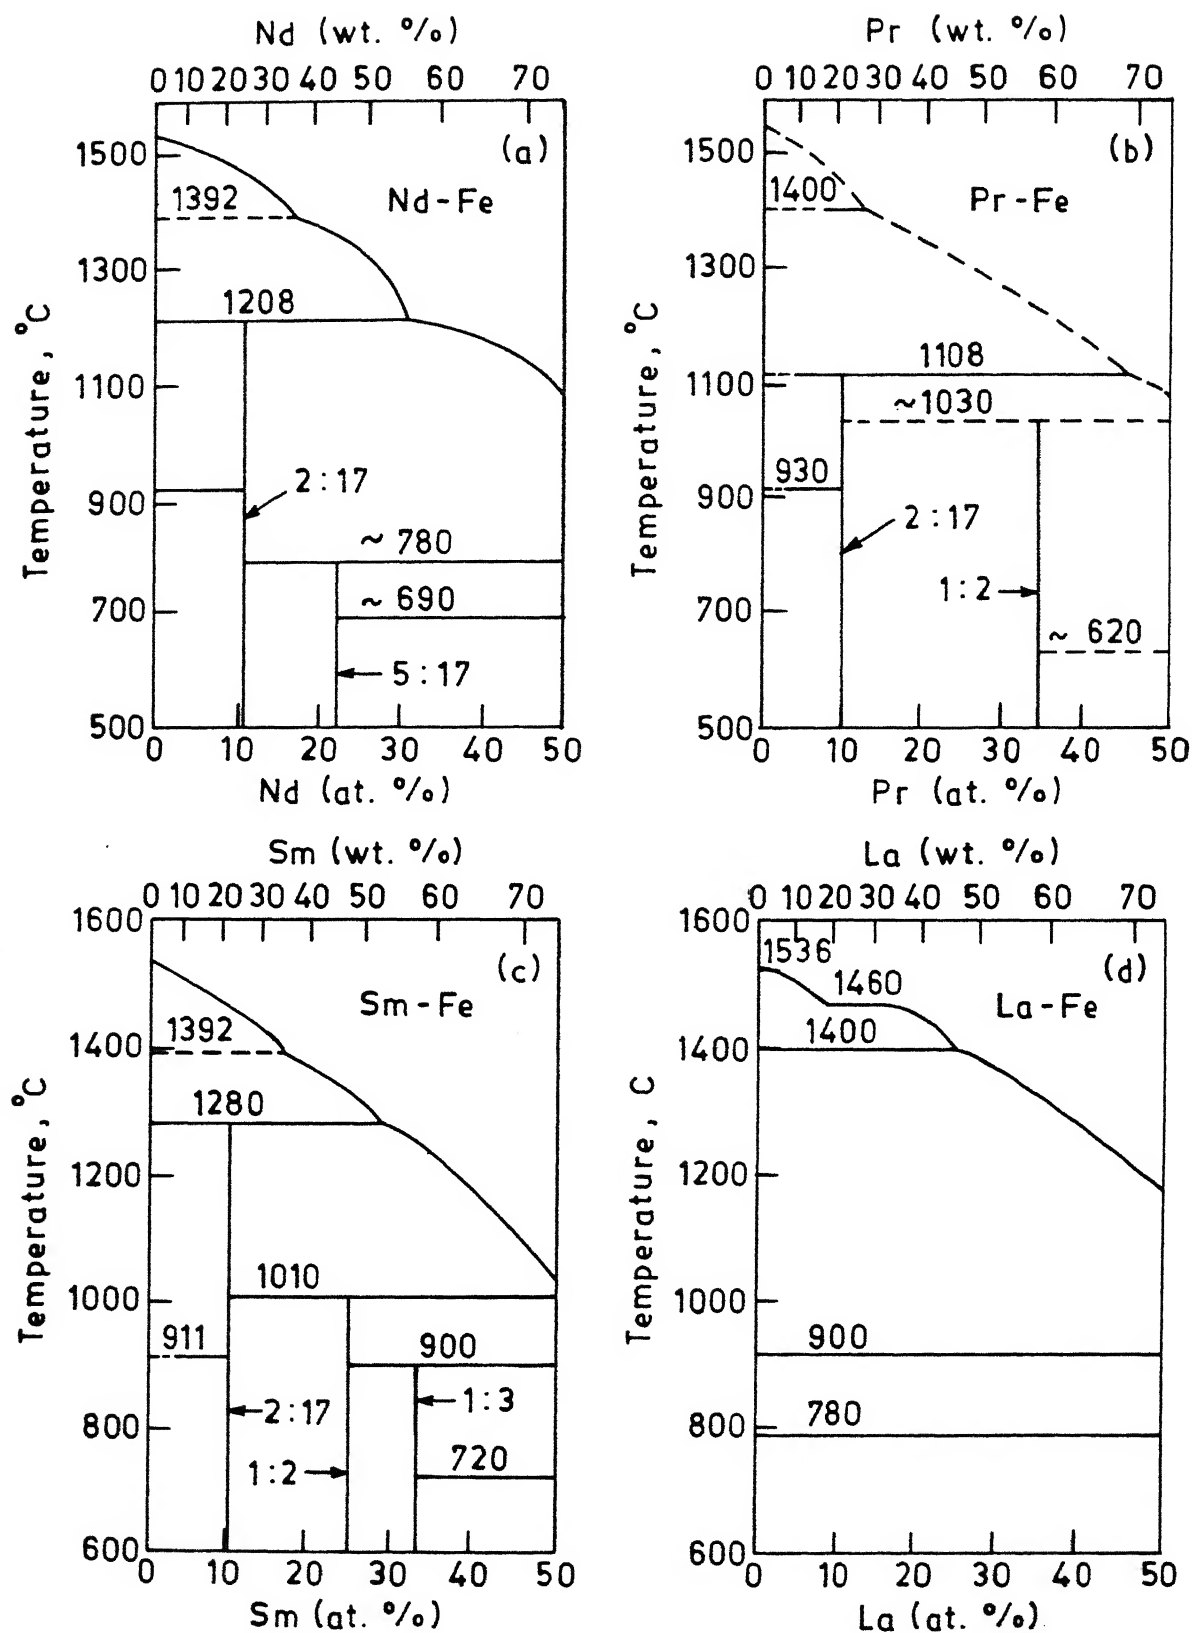 Nd (wt. %)
0 10 20 30 40 50 60 70
(a)
Nd-Fe
1500
1392
1300
1208
1100
2:17
900
~ 780
~ 690
700
5:17
500
0 10 20 30 40 50
Nd (at. %)
Temperature, °C
Pr (wt. %)
0 10 20 30 40 50 60 70
(b)
Pr-Fe
1500
1400
1300
1108
1100
~1030
930
900
2:17
1:2
700
~ 620
500
0 10 20 30 40 50
Pr (at. %)
Temperature, °C
Sm (wt. %)
0 10 20 30 40 50 60 70
1600
(c)
Sm-Fe
1392
1400
1280
1200
1010
1000
911
900
1:3
2:17
800
1:2
720
600
0 10 20 30 40 50
Sm (at. %)
Temperature, °C
La (wt. %)
0 10 20 30 40 50 60 70
1600
1536
(d)
1460
La-Fe
1400
1400
1200
1000
900
800
780
600
0 10 20 30 40 50
La (at. %)
Temperature, C